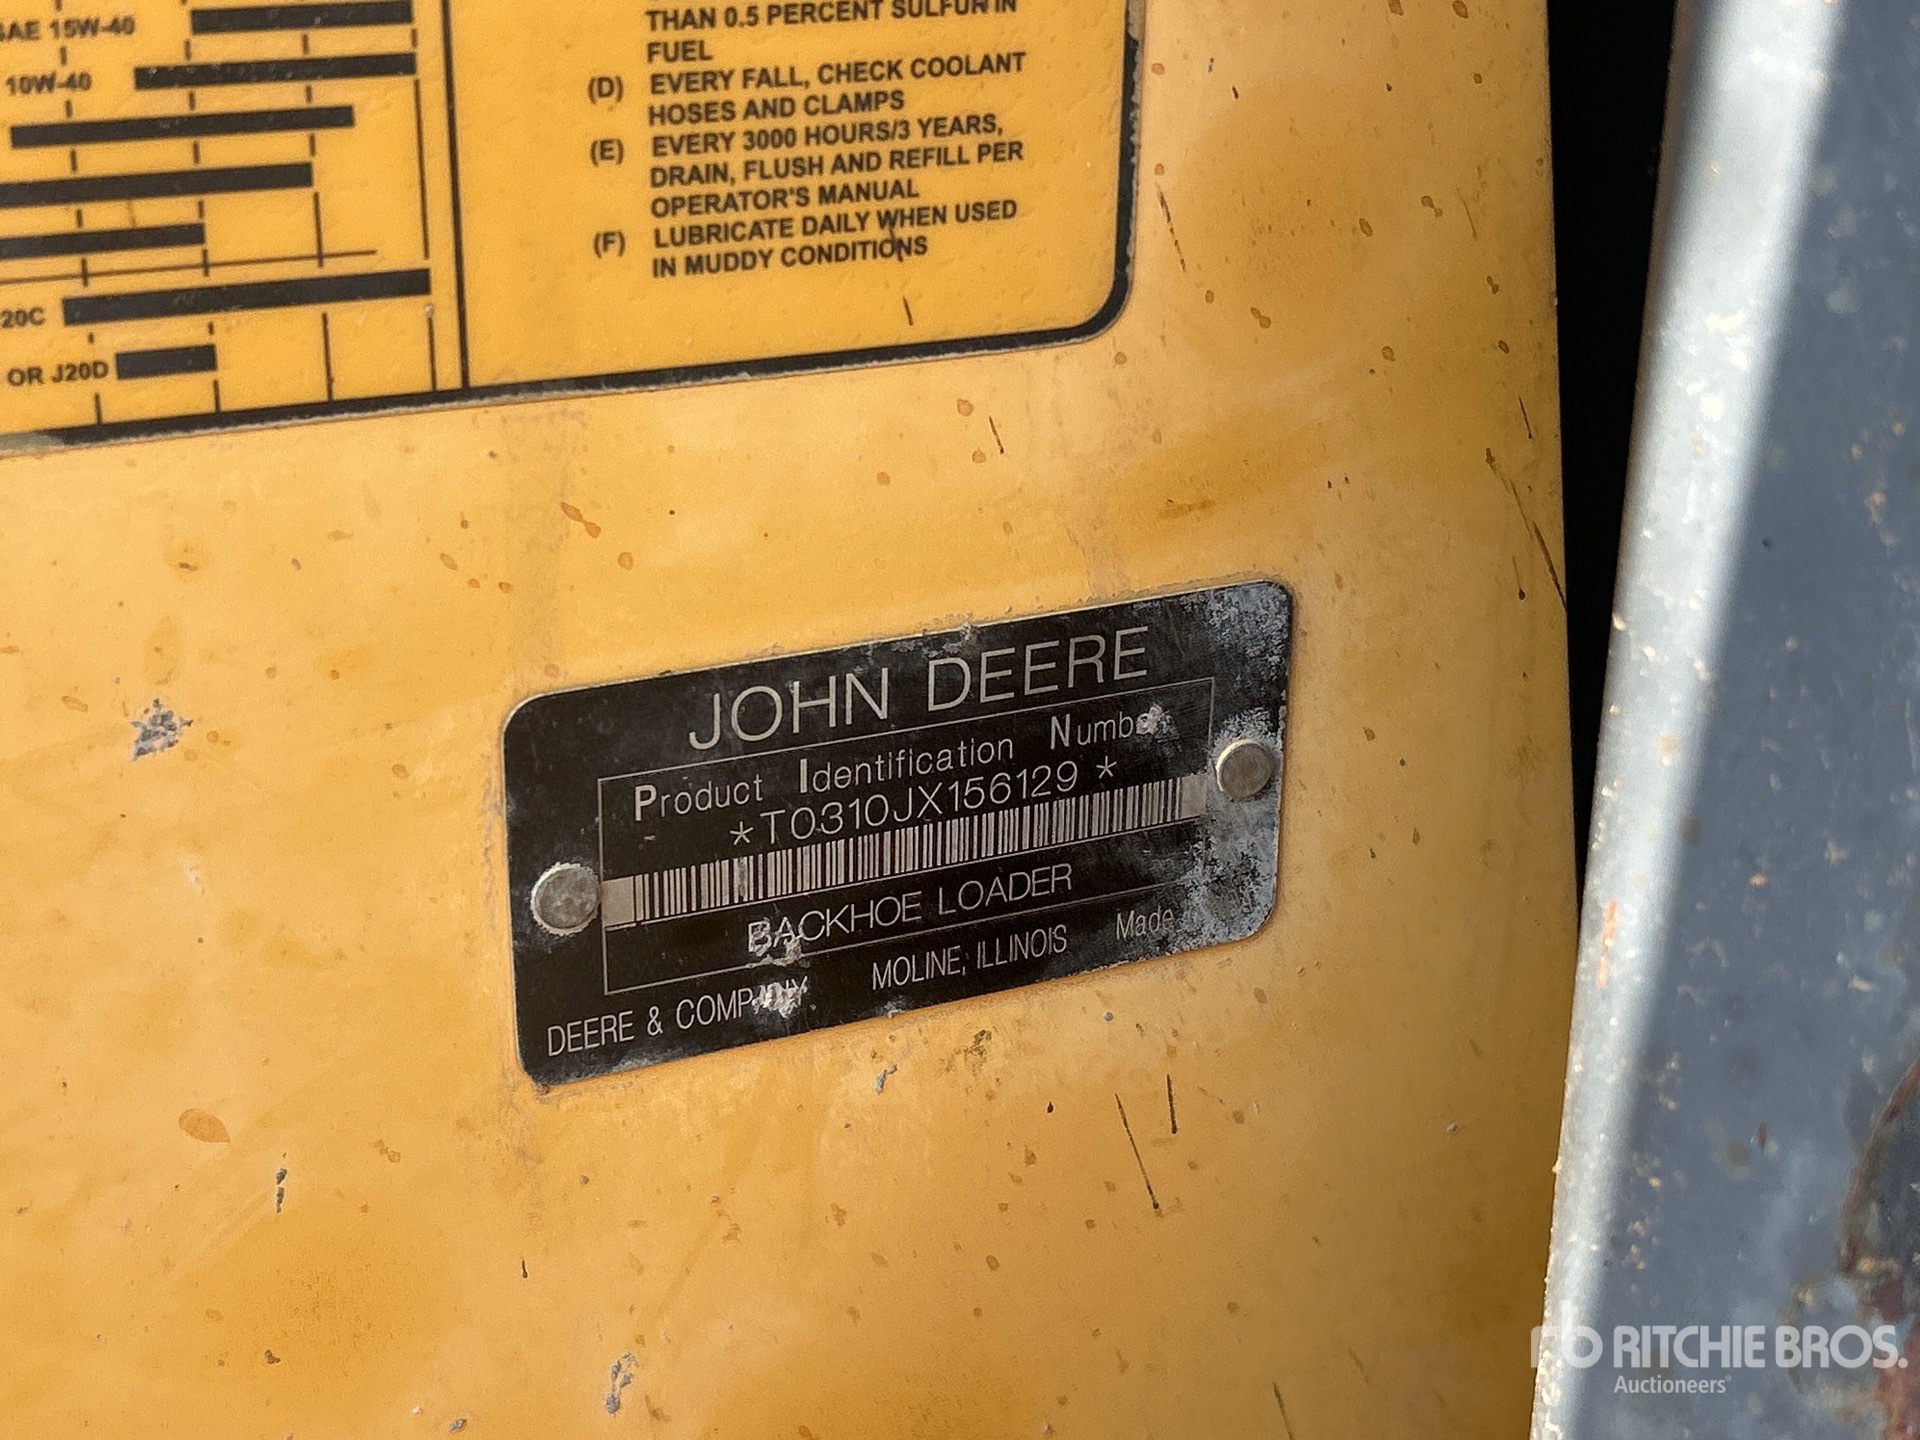 SAE 15W-40
10W-40
20C
OR J20D
THAN 0.5 PERCENT SULFUR IN
FUEL
(D) EVERY FALL, CHECK COOLANT
HOSES AND CLAMPS
(E) EVERY 3000 HOURS/3 YEARS,
DRAIN, FLUSH AND REFILL PER
OPERATOR'S MANUAL
(F) LUBRICATE DAILY WHEN USED
IN MUDDY CONDITIONS
JOHN DEERE
Product Identification Number
*T0310JX156129*
BACKHOE LOADER
DEERE & COMPANY MOLINE, ILLINOIS Made
RITCHIE BROS.
Auctioneers